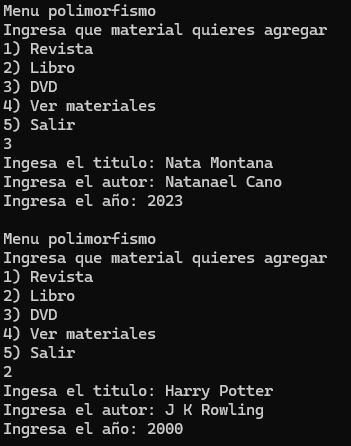 Menu polimorfismo
Ingresa que material quieres agregar
1) Revista
2) Libro
3) DVD
4) Ver materiales
5) Salir
3
Ingesa el titulo: Nata Montana
Ingresa el autor: Natanael Cano
Ingresa el año: 2023

Menu polimorfismo
Ingresa que material quieres agregar
1) Revista
2) Libro
3) DVD
4) Ver materiales
5) Salir
2
Ingesa el titulo: Harry Potter
Ingresa el autor: J K Rowling
Ingresa el año: 2000